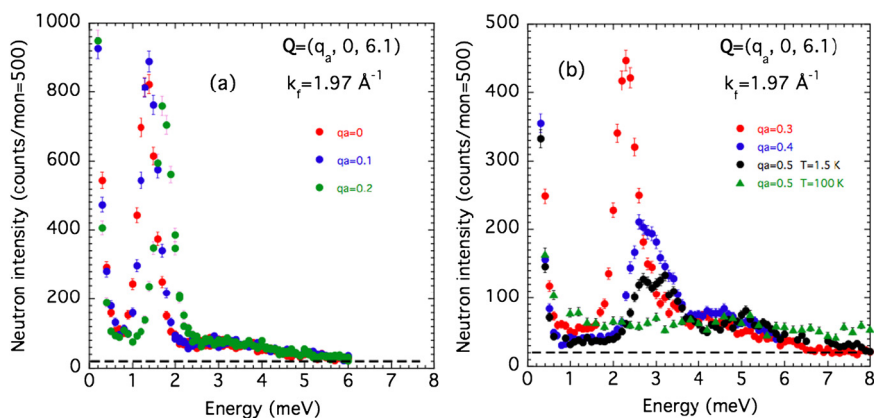 1000
800
600
400
200
0
Neutron intensity (counts/mon=500)
Q=(qa, 0, 6.1)
(a)
kf=1.97 Å-1
qa=0
qa=0.1
qa=0.2
0 1 2 3 4 5 6 7 8
Energy (meV)
500
400
300
200
100
0
Neutron intensity (counts/mon=500)
Q=(qa, 0, 6.1)
(b)
kf=1.97 Å-1
qa=0.3
qa=0.4
qa=0.5 T=1.5 K
qa=0.5 T=100 K
0 1 2 3 4 5 6 7 8
Energy (meV)